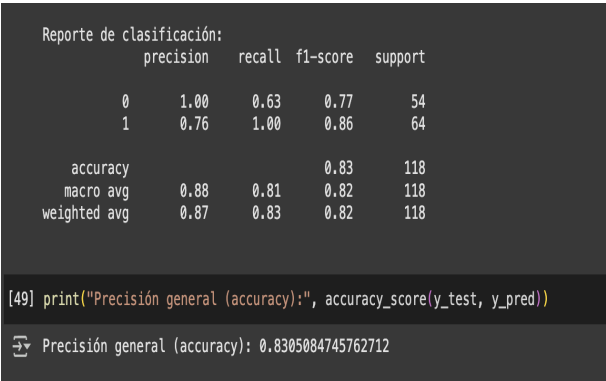 Reporte de clasificación:
precision recall f1-score support
0 1.00 0.63 0.77 54
1 0.76 1.00 0.86 64
accuracy 0.83 118
macro avg 0.88 0.81 0.82 118
weighted avg 0.87 0.83 0.82 118
[49] print("Precisión general (accuracy):", accuracy_score(y_test, y_pred))
Precisión general (accuracy): 0.8305084745762712